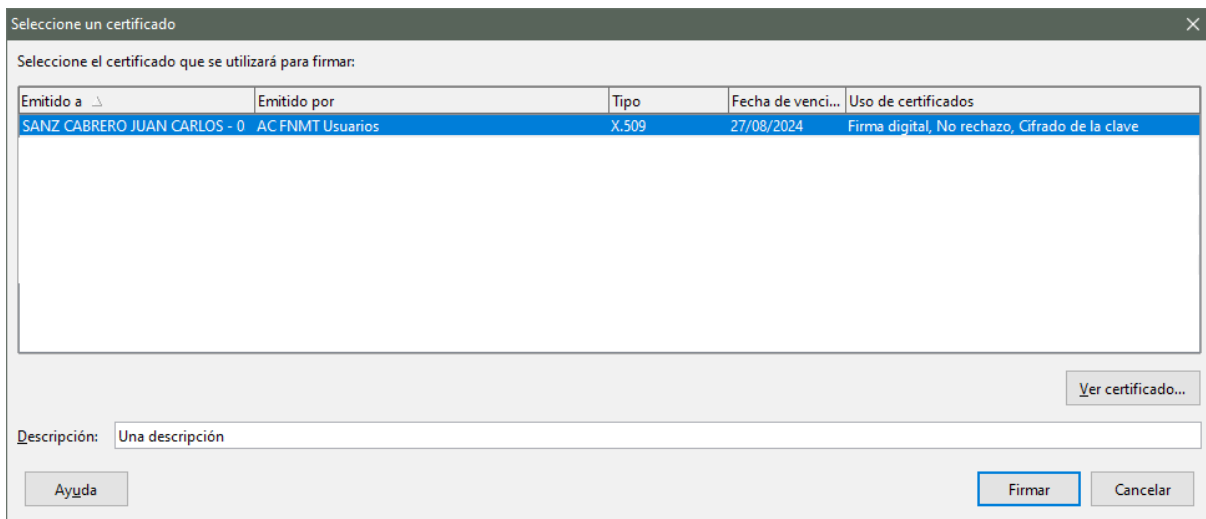 Seleccione un certificado
Seleccione el certificado que se utilizará para firmar:
Emitido a Emitido por Tipo Fecha de venci... Uso de certificados
SANZ CABRERO JUAN CARLOS - 0 AC FNMT Usuarios X.509 27/08/2024 Firma digital, No rechazo, Cifrado de la clave
Ver certificado...
Descripción: Una descripción
Ayuda Firmar Cancelar